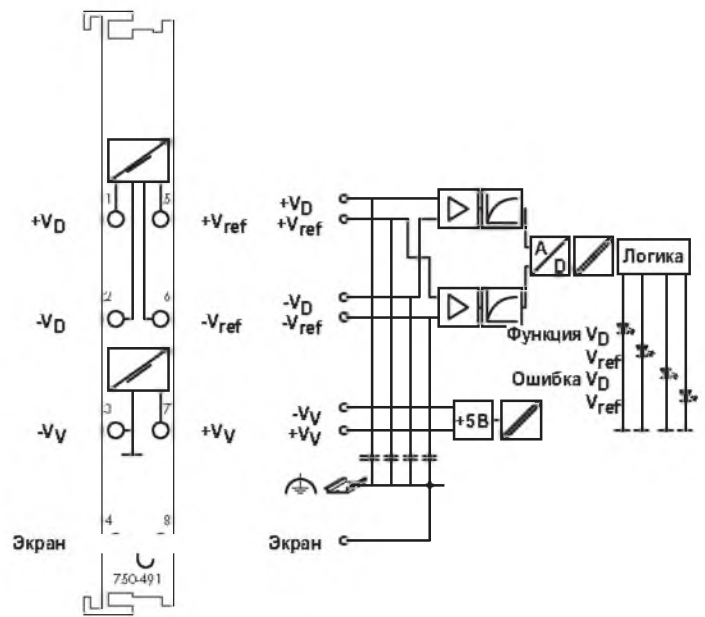 1 5
+VD +Vref
2 6
-VD -Vref
3 7
-VV +VV
4 8
Экран
750-491
+VD
+Vref
-VD
-Vref
-VV
+VV
Экран
A
D
Логика
Функция VD
Vref
Ошибка VD
Vref
+5В